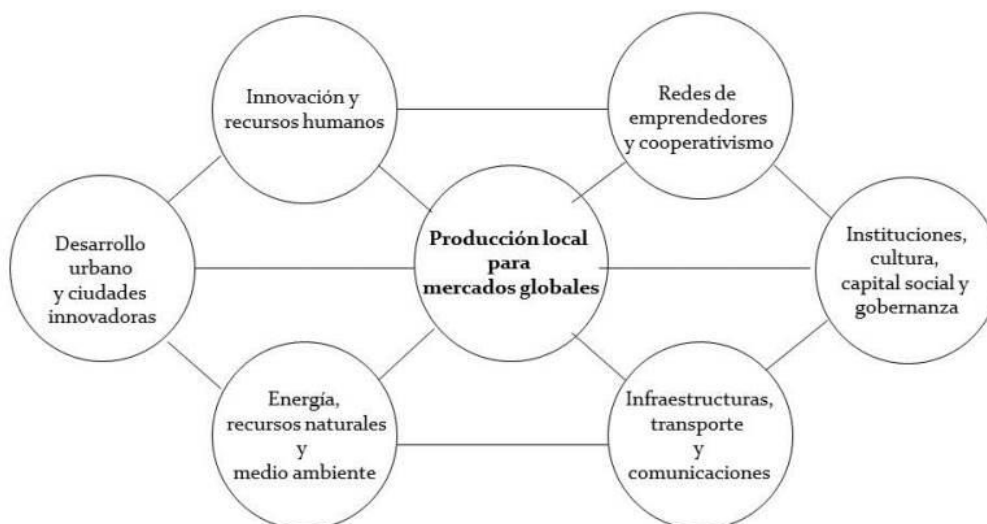 Innovación y
recursos humanos
Redes de
emprendedores
y cooperativismo
Desarrollo
urbano
y ciudades
innovadoras
Producción local
para
mercados globales
Instituciones,
cultura,
capital social y
gobernanza
Energía,
recursos naturales
y
medio ambiente
Infraestructuras,
transporte
y
comunicaciones